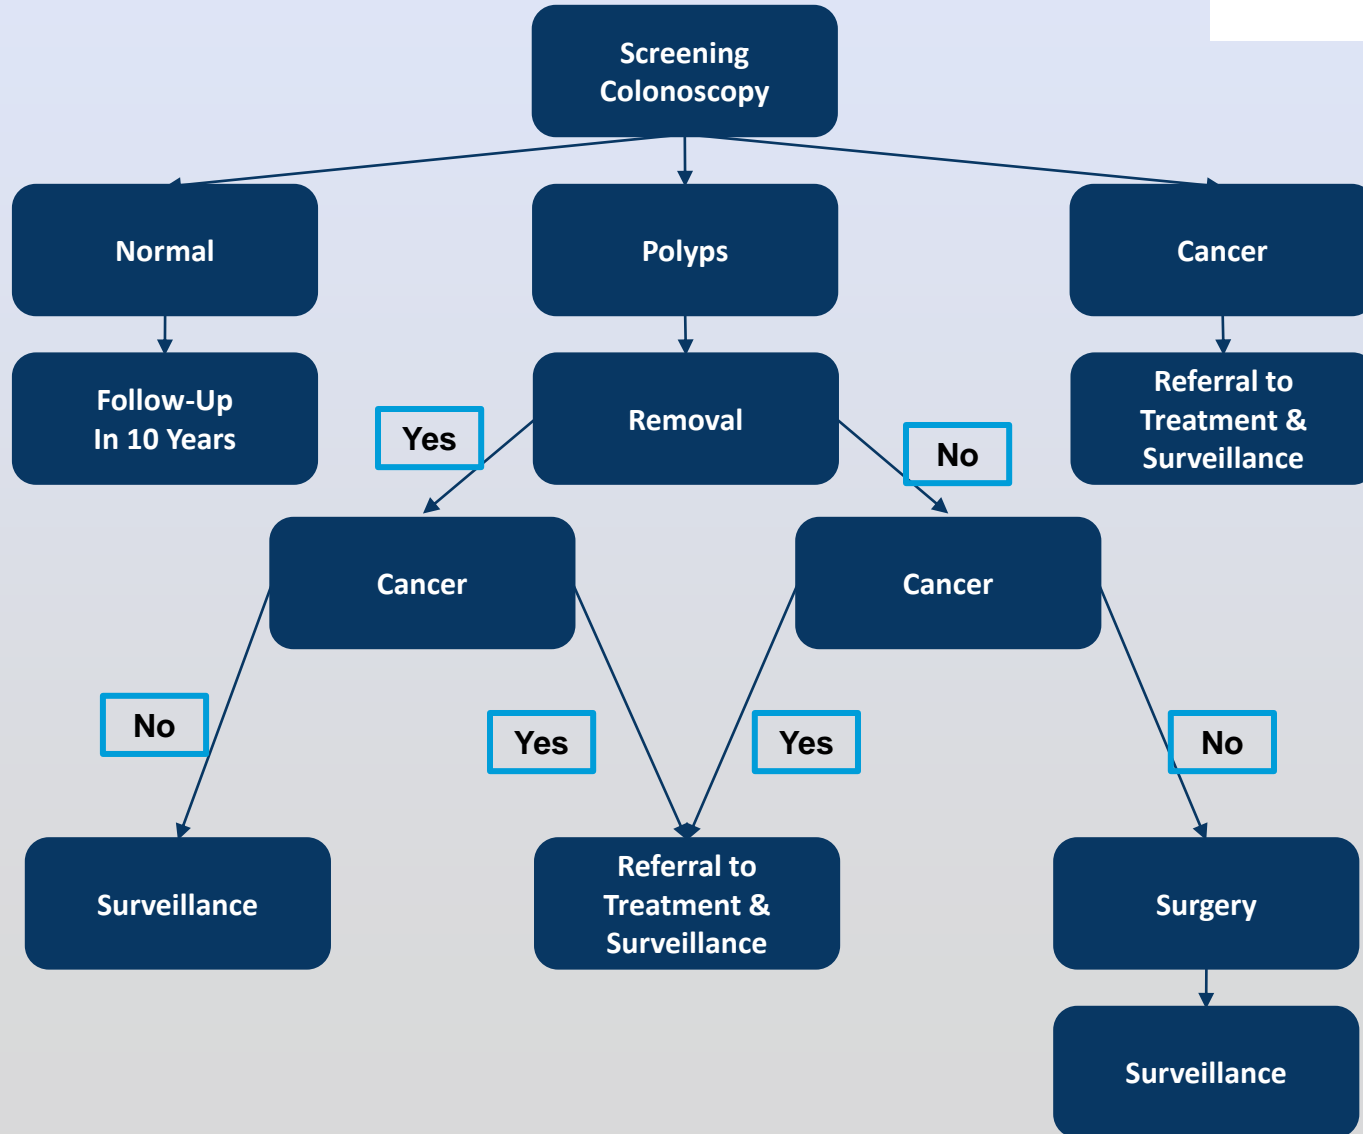 Screening
Colonoscopy
Normal
Polyps
Cancer
Follow-Up
In 10 Years
Removal
Referral to
Treatment &
Surveillance
Yes
No
Cancer
Cancer
No
Yes
Yes
No
Surveillance
Referral to
Treatment &
Surveillance
Surgery
Surveillance